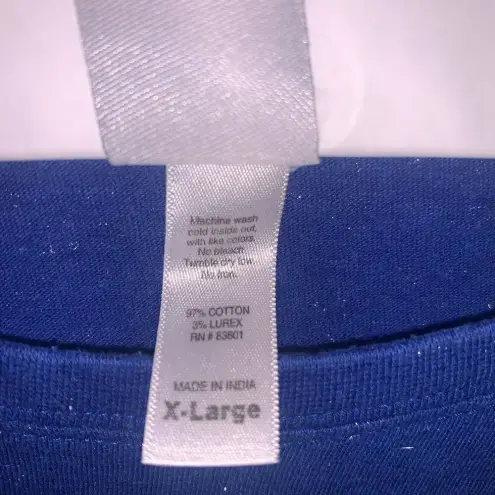 Machine wash
cold inside out,
with like colors.
No bleach
Tumble dry low
No iron.
97% COTTON
3% LUREX
RN # 83601
MADE IN INDIA
X-Large